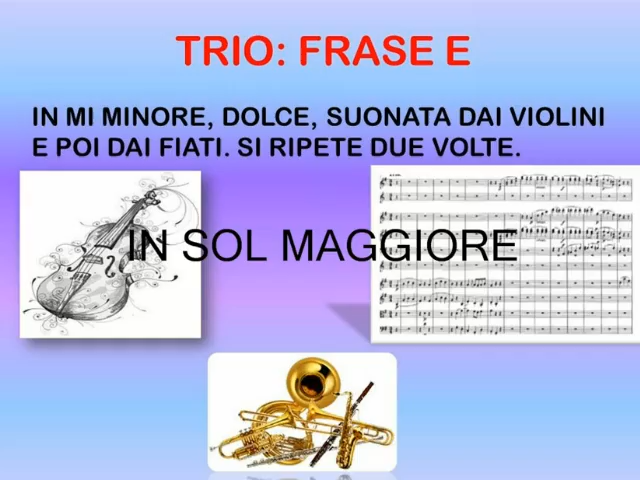 TRIO: FRASE E
IN MI MINORE, DOLCE, SUONATA DAI VIOLINI
E POI DAI FIATI. SI RIPETE DUE VOLTE.
IN SOL MAGGIORE